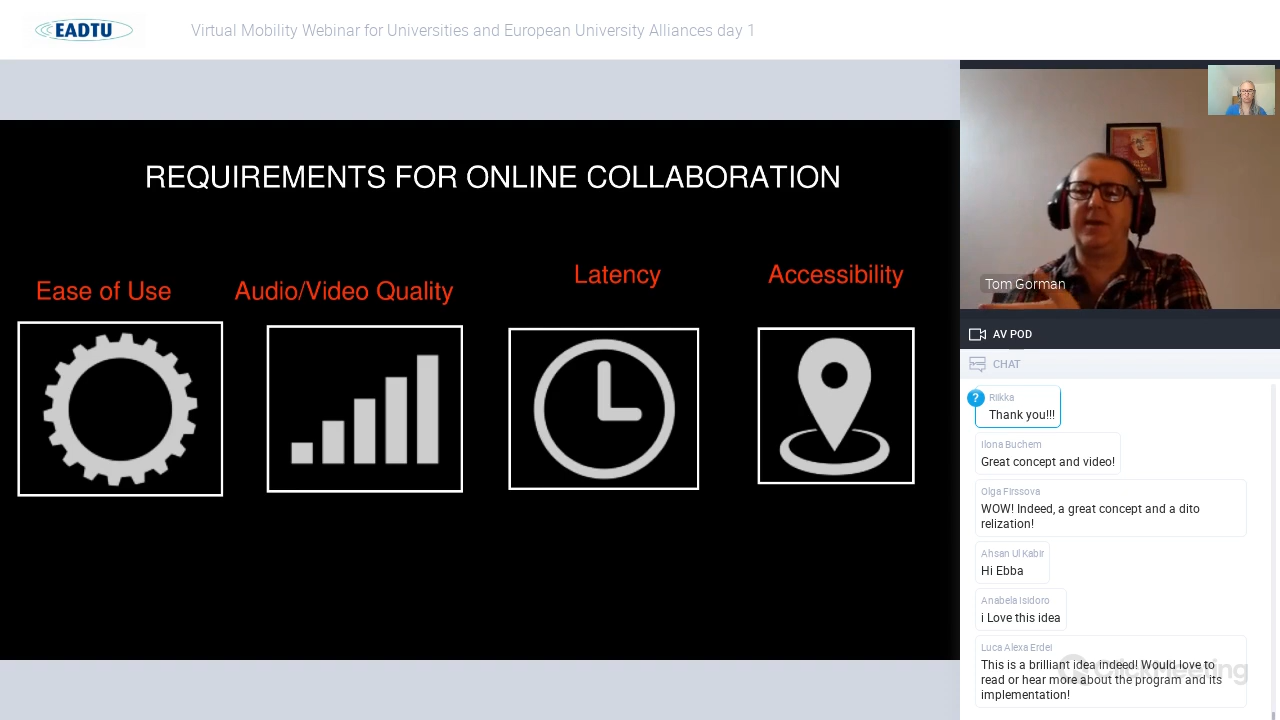 EADTU
Virtual Mobility Webinar for Universities and European University Alliances day 1
REQUIREMENTS FOR ONLINE COLLABORATION
Ease of Use
Audio/Video Quality
Latency
Accessibility
Tom Gorman
AV POD
CHAT
?
Riikka
Thank you!!!
Ilona Buchem
Great concept and video!
Olga Firssova
WOW! Indeed, a great concept and a dito
relization!
Ahsan Ul Kabir
Hi Ebba
Anabela Isidoro
i Love this idea
Luca Alexa Erdei
This is a brilliant idea indeed! Would love to
read or hear more about the program and its
implementation!
ClickMeeting